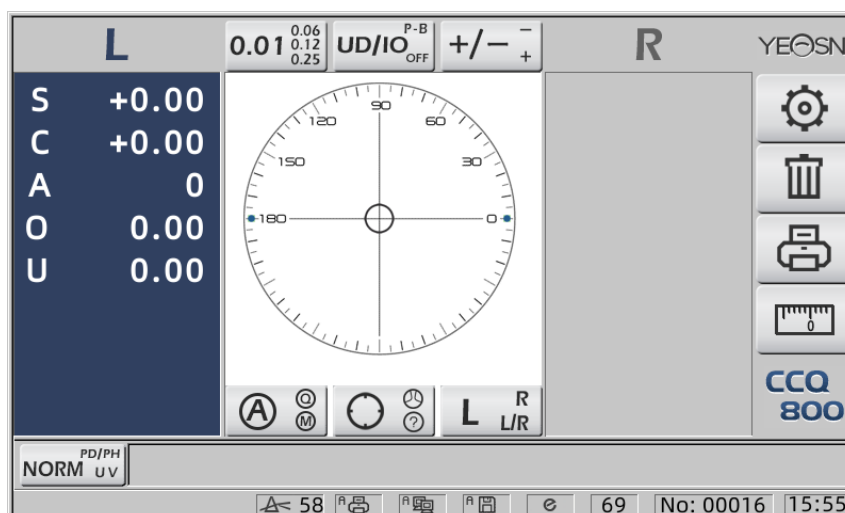 L
0.01 0.06
0.12
0.25
UD/IO P-B
OFF
+/− −
+
R
YEOSN
S +0.00
C +0.00
A 0
O 0.00
U 0.00
90
120 60
150 30
180 0
0
A Q
M
?
L R
L/R
CCQ
800
NORM PD/PH
UV
58 A A A e 69 No: 00016 15:55